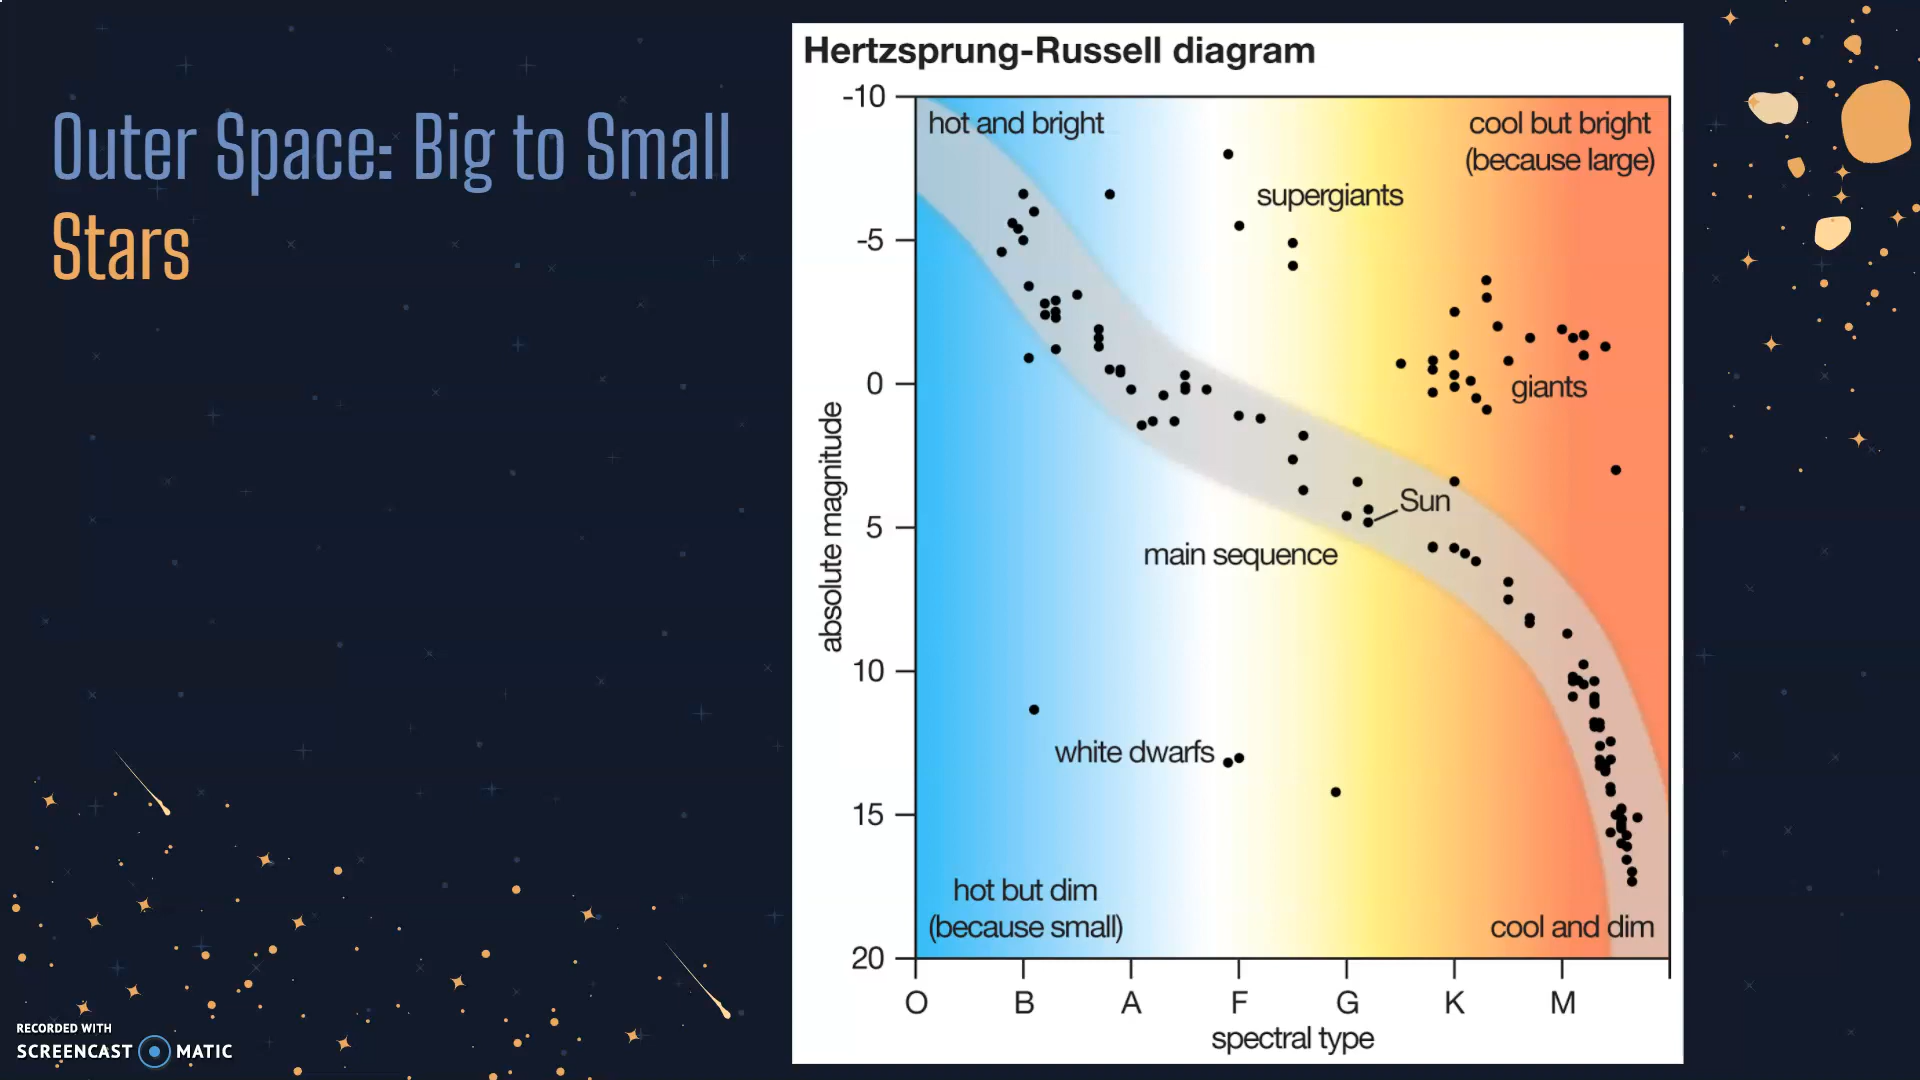 Outer Space: Big to Small
Stars
Hertzsprung-Russell diagram
-10
-5
0
5
10
15
20
absolute magnitude
hot and bright
cool but bright
(because large)
supergiants
giants
Sun
main sequence
white dwarfs
hot but dim
(because small)
cool and dim
O B A F G K M
spectral type
RECORDED WITH
SCREENCAST MATIC